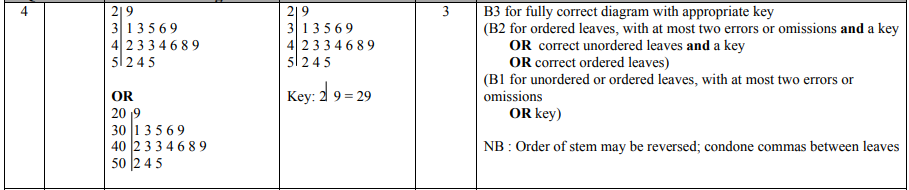 4
2|9
3|1 3 5 6 9
4|2 3 3 4 6 8 9
5|2 4 5
OR
20 |9
30 |1 3 5 6 9
40 |2 3 3 4 6 8 9
50 |2 4 5
2|9
3|1 3 5 6 9
4|2 3 3 4 6 8 9
5|2 4 5
Key: 2|9 = 29
3
B3 for fully correct diagram with appropriate key
(B2 for ordered leaves, with at most two errors or omissions and a key
OR correct unordered leaves and a key
OR correct ordered leaves)
(B1 for unordered or ordered leaves, with at most two errors or
omissions
OR key)
NB : Order of stem may be reversed; condone commas between leaves